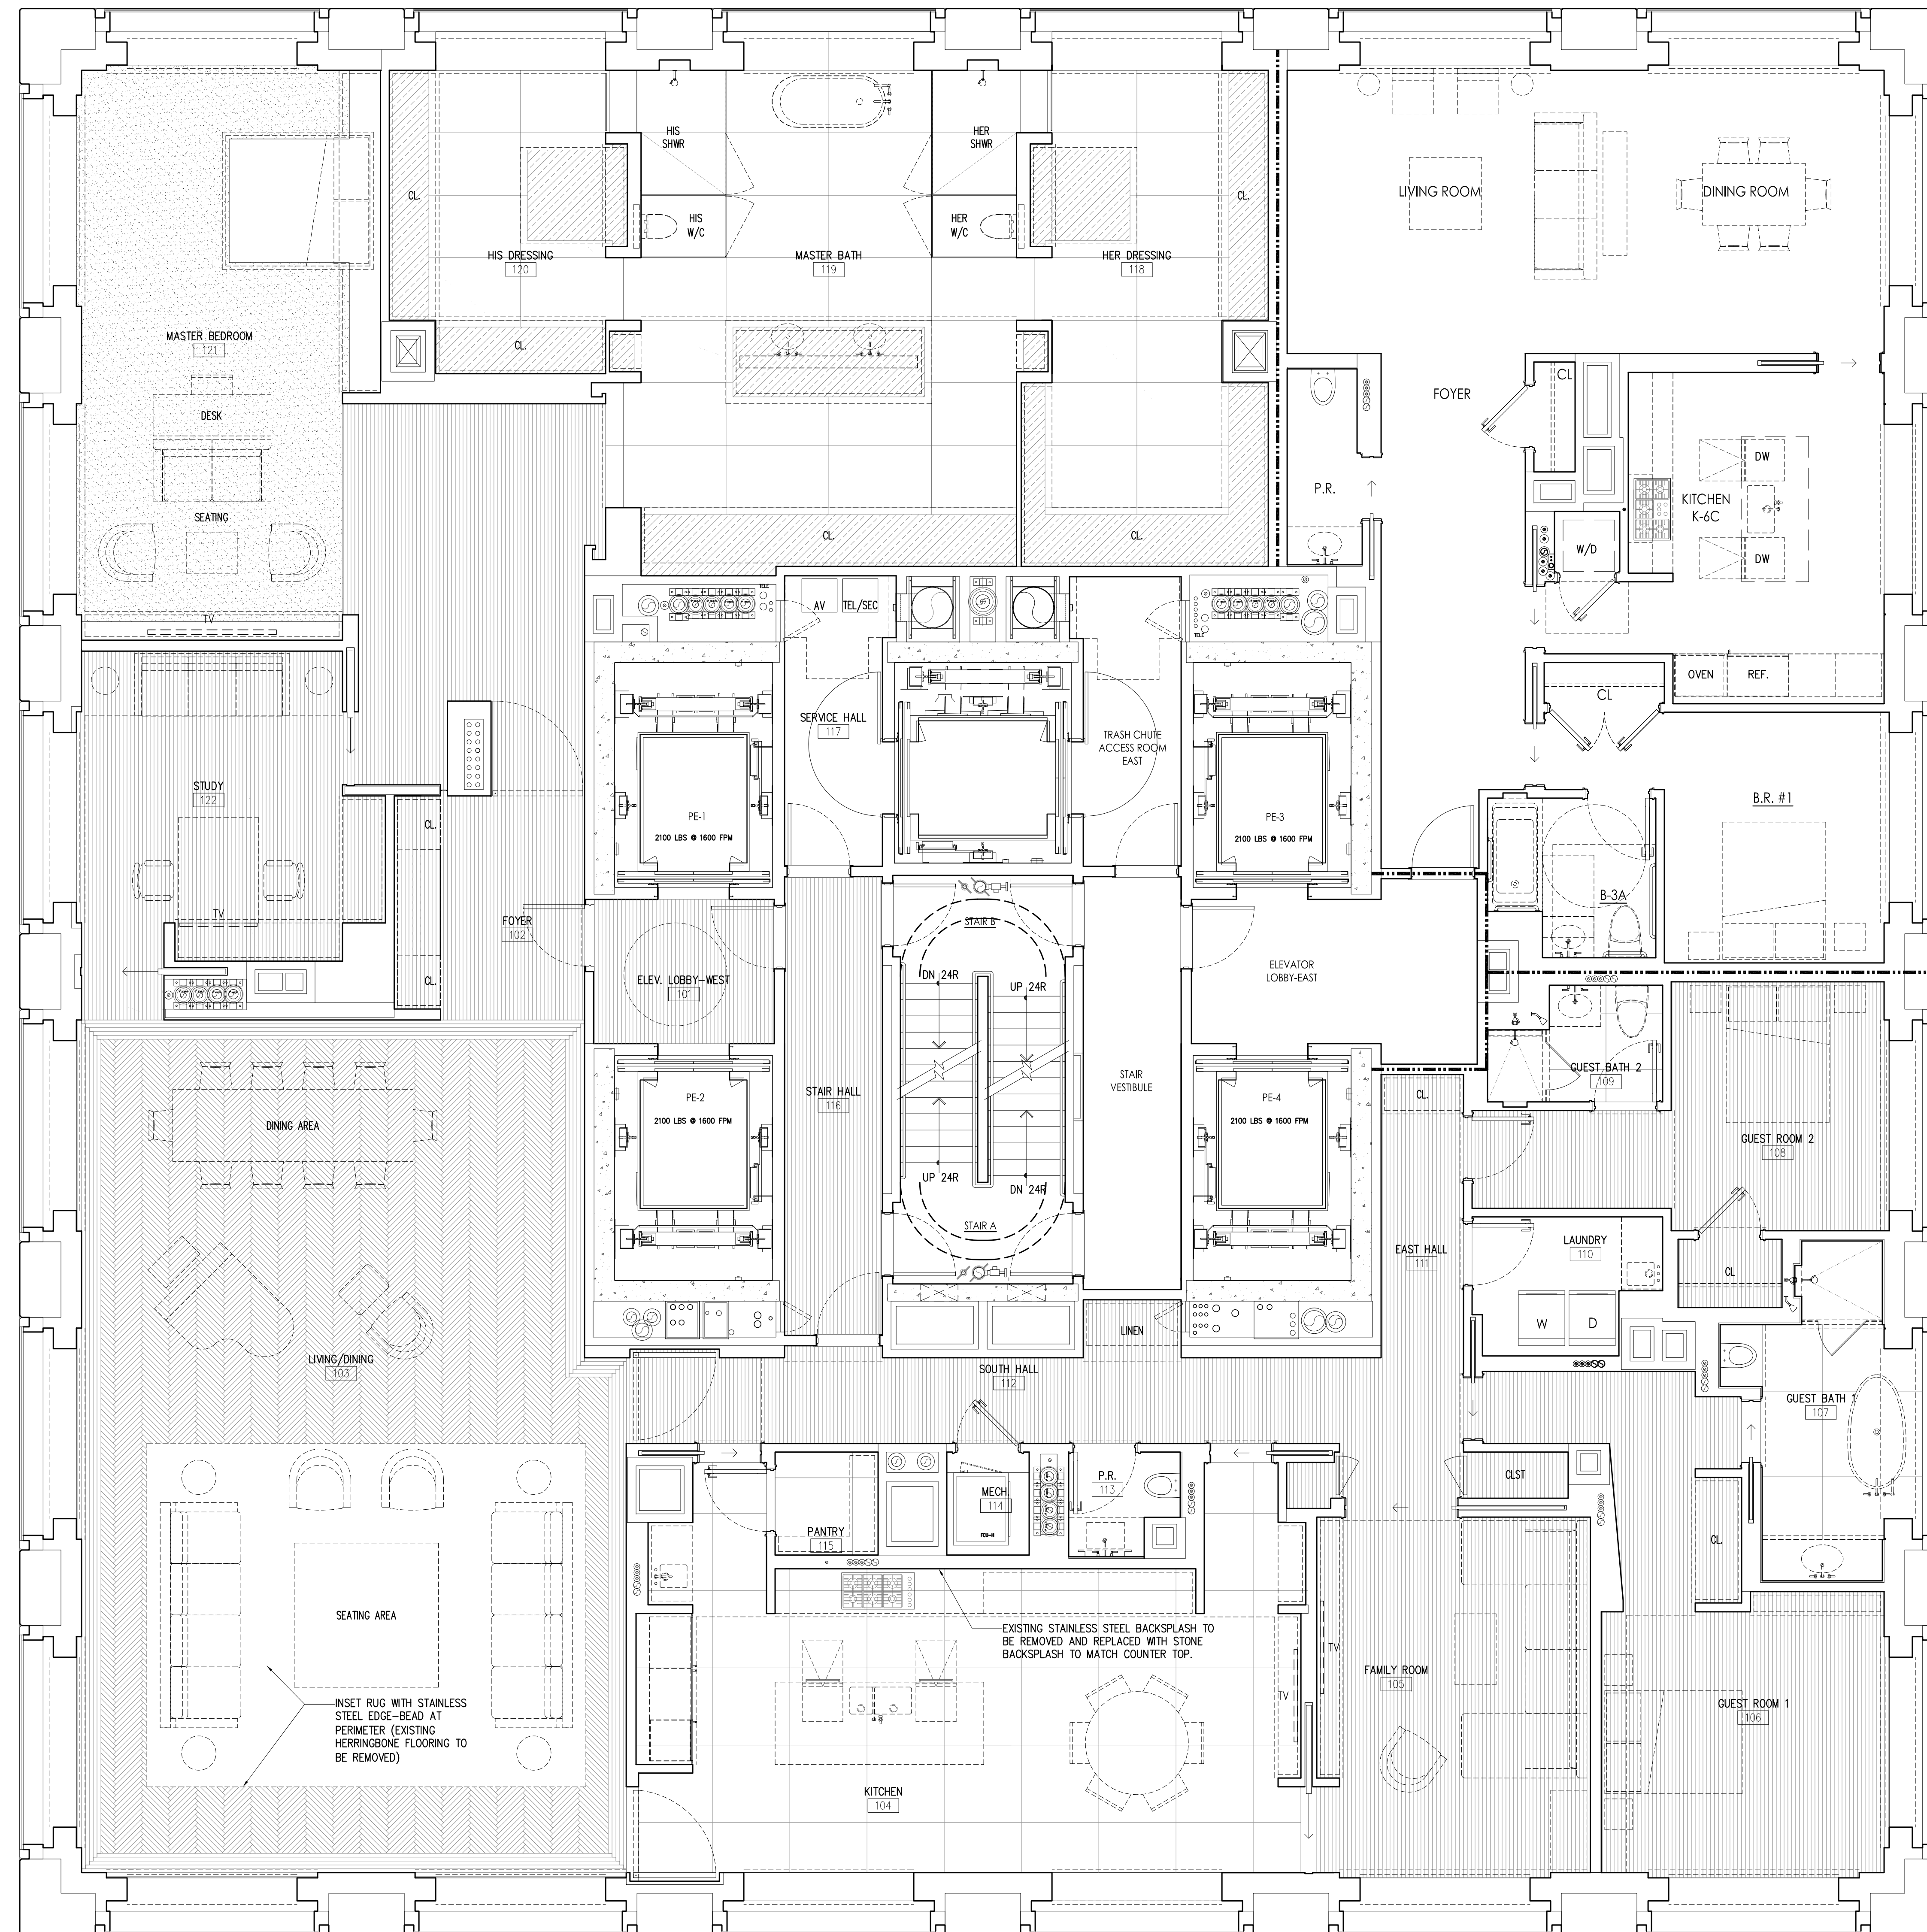 HIS
SHWR
HER
SHWR
CL.
HIS
W/C
HER
W/C
CL.
LIVING ROOM
DINING ROOM
HIS DRESSING
120
MASTER BATH
119
HER DRESSING
118
MASTER BEDROOM
121
CL.
DESK
SEATING
TV
CL.
CL.
FOYER
CL
P.R.
KITCHEN
K-6C
DW
DW
W/D
OVEN
REF.
CL
TELE
AV
TEL/SEC
TELE
SERVICE HALL
117
TRASH CHUTE
ACCESS ROOM
EAST
STUDY
122
TV
CL.
CL.
PE-1
2100 LBS @ 1600 FPM
PE-3
2100 LBS @ 1600 FPM
B.R. #1
B-3A
FOYER
102
ELEV. LOBBY-WEST
101
STAIR B
DN 24R
UP 24R
ELEVATOR
LOBBY-EAST
STAIR HALL
116
STAIR
VESTIBULE
PE-2
2100 LBS @ 1600 FPM
PE-4
2100 LBS @ 1600 FPM
UP 24R
DN 24R
STAIR A
CL.
GUEST BATH 2
109
GUEST ROOM 2
108
DINING AREA
EAST HALL
111
LAUNDRY
110
CL
W
D
LINEN
LIVING/DINING
103
SOUTH HALL
112
GUEST BATH 1
107
PANTRY
115
MECH.
114
FCU-H
P.R.
113
CLST
CL.
SEATING AREA
EXISTING STAINLESS STEEL BACKSPLASH TO
BE REMOVED AND REPLACED WITH STONE
BACKSPLASH TO MATCH COUNTER TOP.
TV
TV
FAMILY ROOM
105
GUEST ROOM 1
106
INSET RUG WITH STAINLESS
STEEL EDGE-BEAD AT
PERIMETER (EXISTING
HERRINGBONE FLOORING TO
BE REMOVED)
KITCHEN
104